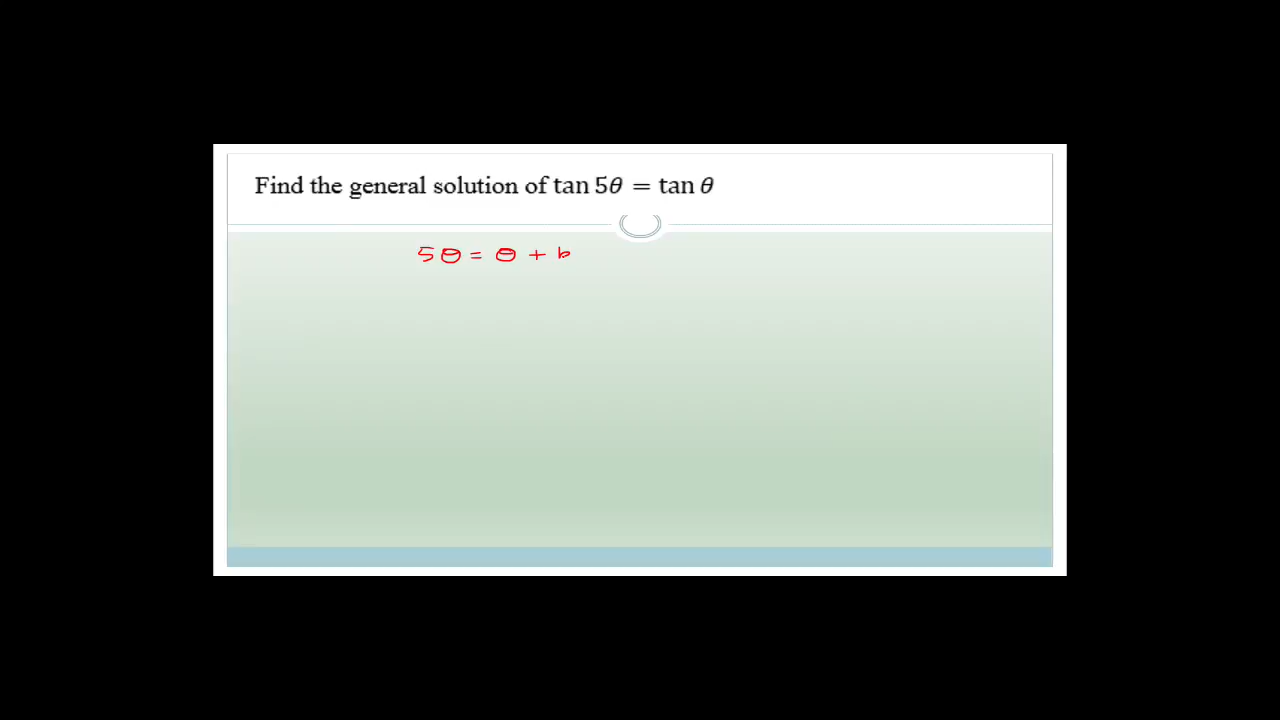 Find the general solution of tan 5θ = tan θ
5θ = θ + b